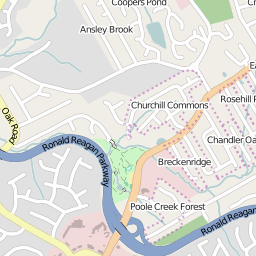 Coopers Pond
Ansley Brook
Churchill Commons
Rosehill
Oak Road
Ronald Reagan Parkway
Chandler Oa
Breckenridge
Poole Creek Forest
Ronald Reagan